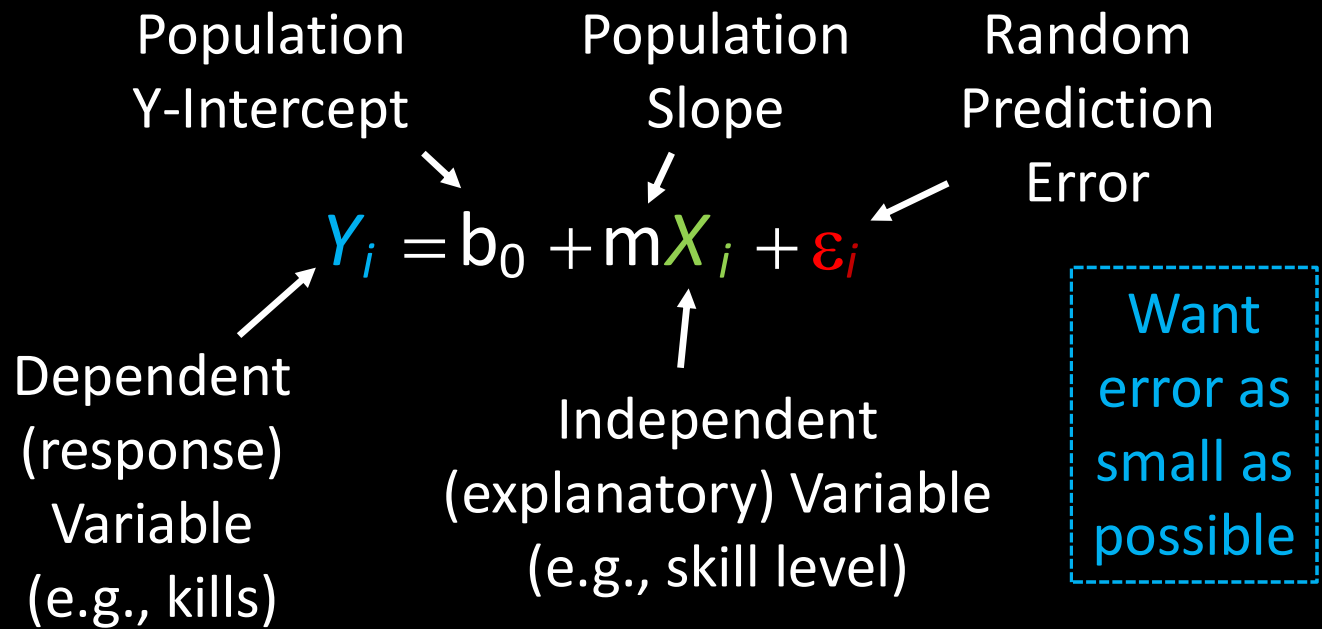 Population
Y-Intercept
Population
Slope
Random
Prediction
Error
Yᵢ = b₀ + mXᵢ + εᵢ
Dependent
(response)
Variable
(e.g., kills)
Independent
(explanatory) Variable
(e.g., skill level)
Want
error as
small as
possible